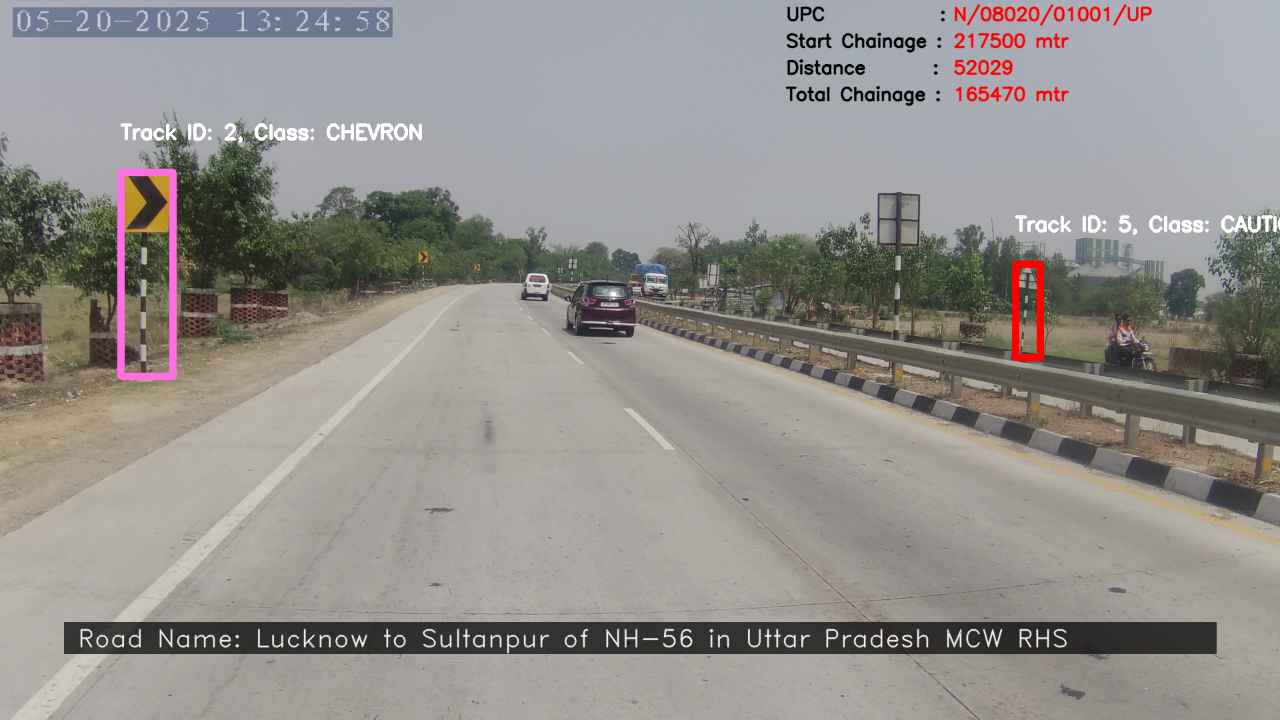 05-20-2025 13:24:58
UPC : N/08020/01001/UP
Start Chainage : 217500 mtr
Distance : 52029
Total Chainage : 165470 mtr
Track ID: 2, Class: CHEVRON
Track ID: 5, Class: CAUTI
Road Name: Lucknow to Sultanpur of NH-56 in Uttar Pradesh MCW RHS